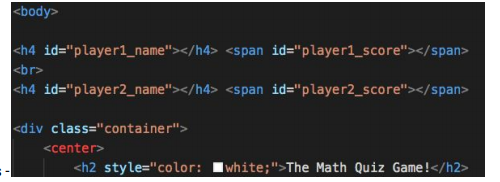 <body>
<h4 id="player1_name"></h4> <span id="player1_score"></span>
<br>
<h4 id="player2_name"></h4> <span id="player2_score"></span>
<div class="container">
<center>
<h2 style="color: white;">The Math Quiz Game!</h2>